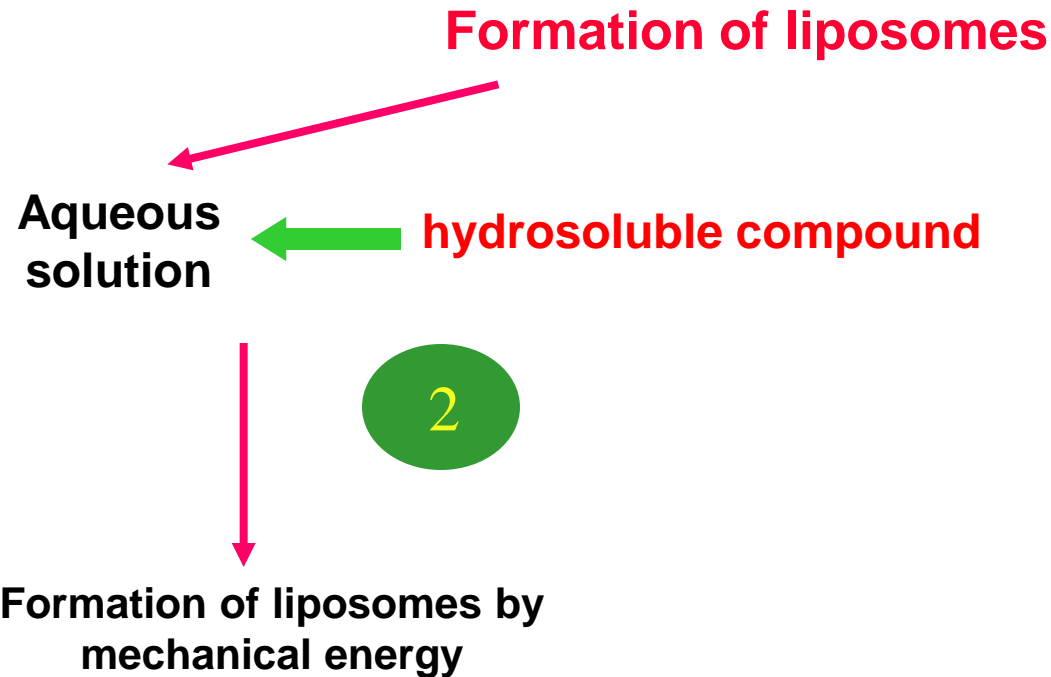 Formation of liposomes
Aqueous
solution
hydrosoluble compound
2
Formation of liposomes by
mechanical energy